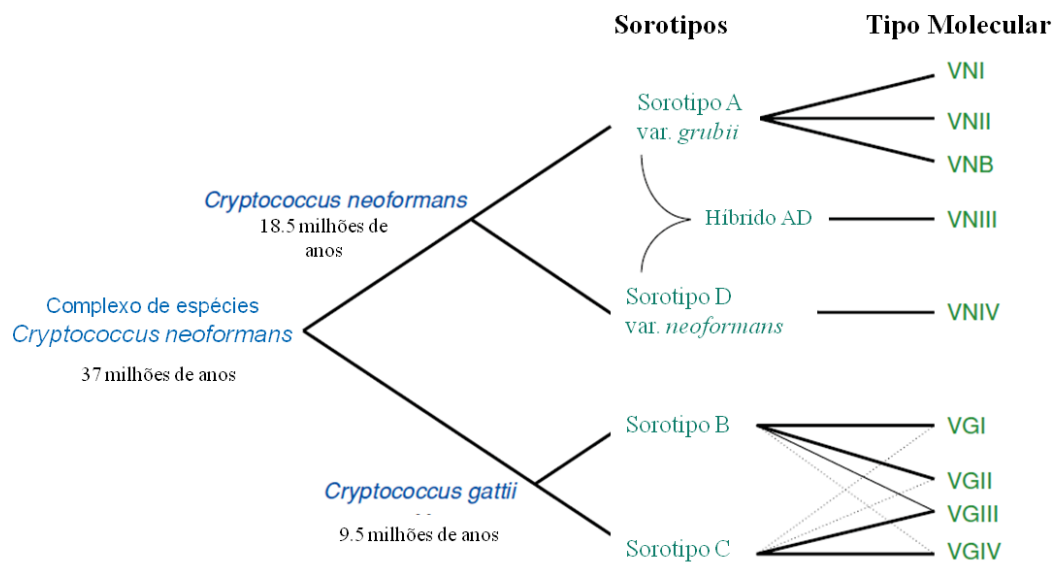 Sorotipos
Tipo Molecular
VNI
Sorotipo A
var. grubii
VNII
VNB
Cryptococcus neoformans
18.5 milhões de
anos
Híbrido AD
VNIII
Complexo de espécies
Cryptococcus neoformans
37 milhões de anos
Sorotipo D
var. neoformans
VNIV
Sorotipo B
VGI
Cryptococcus gattii
9.5 milhões de anos
VGII
VGIII
Sorotipo C
VGIV